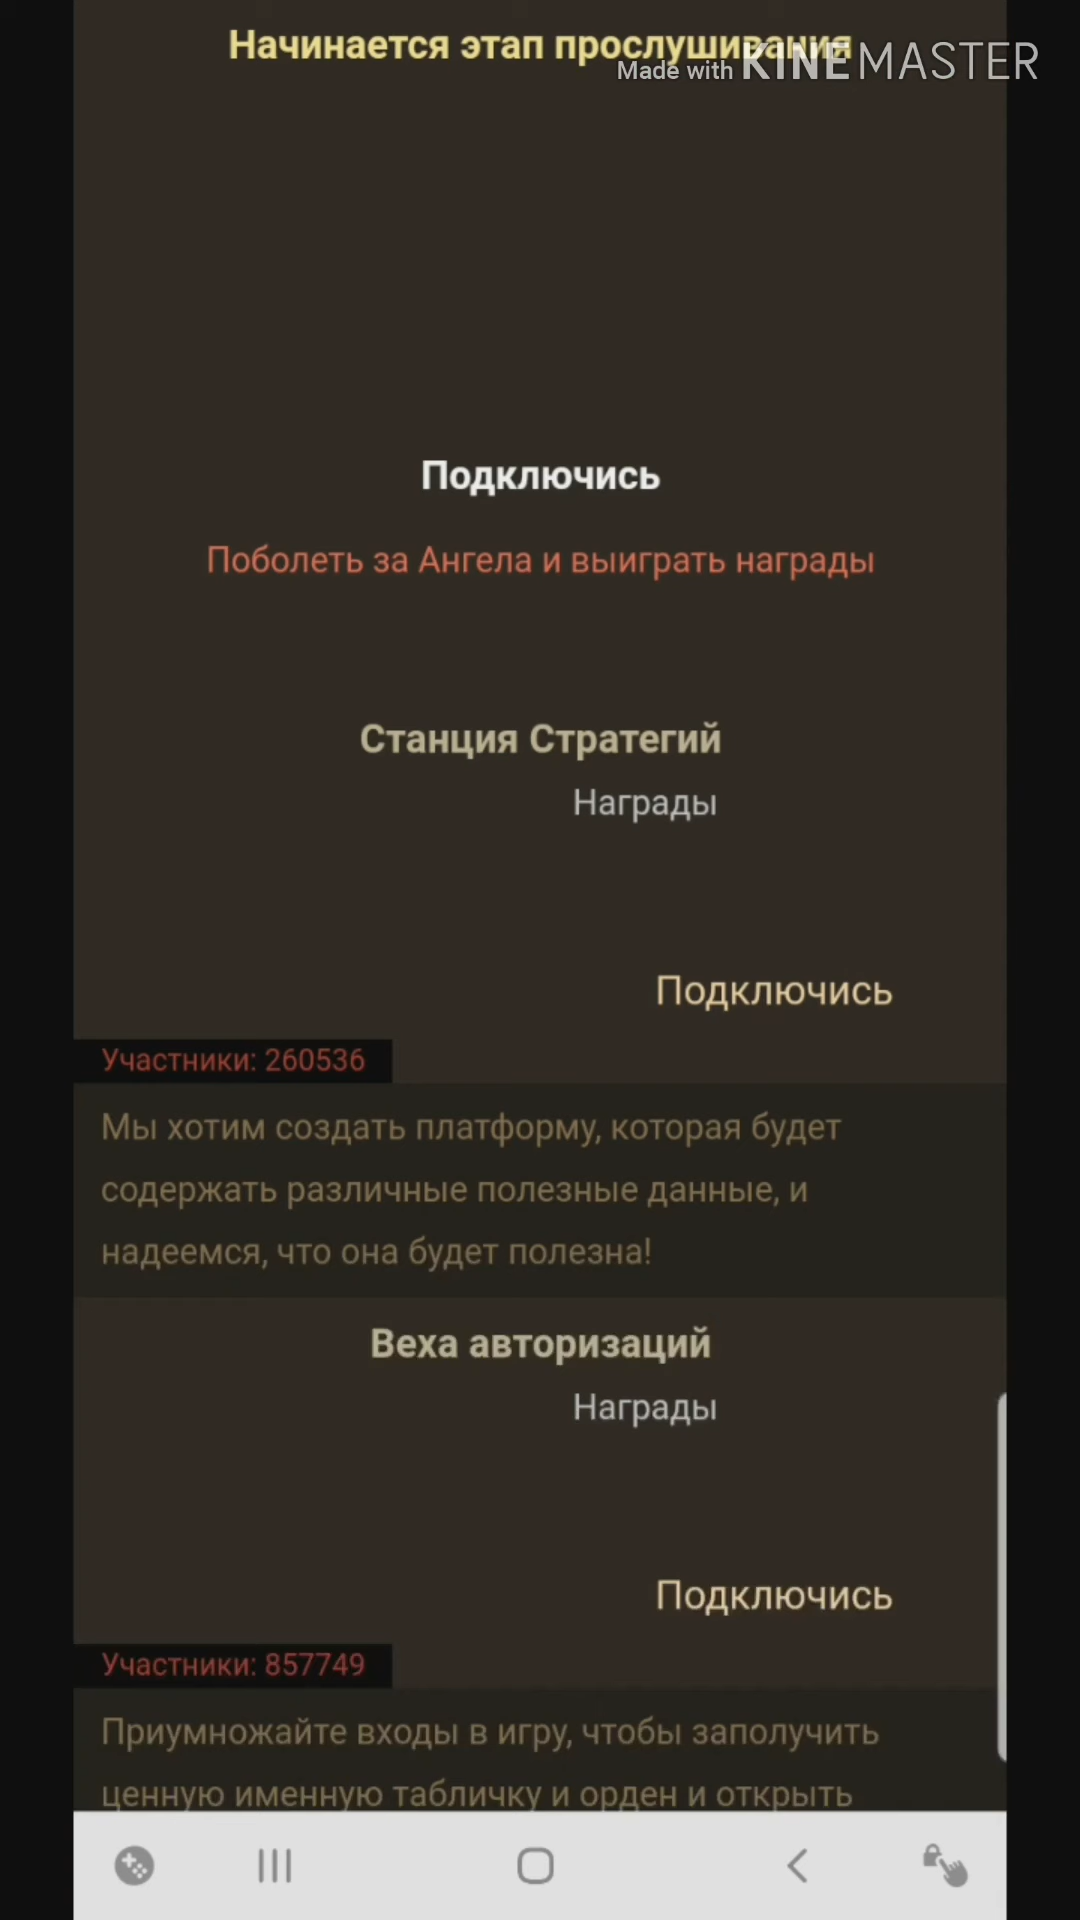 Начинается этап прослушивания
Made with KINEMASTER
Подключись
Поболеть за Ангела и выиграть награды
Станция Стратегий
Награды
Подключись
Участники: 260536
Мы хотим создать платформу, которая будет
содержать различные полезные данные, и
надеемся, что она будет полезна!
Веха авторизаций
Награды
Подключись
Участники: 857749
Приумножайте входы в игру, чтобы заполучить
ценную именную табличку и орден и открыть